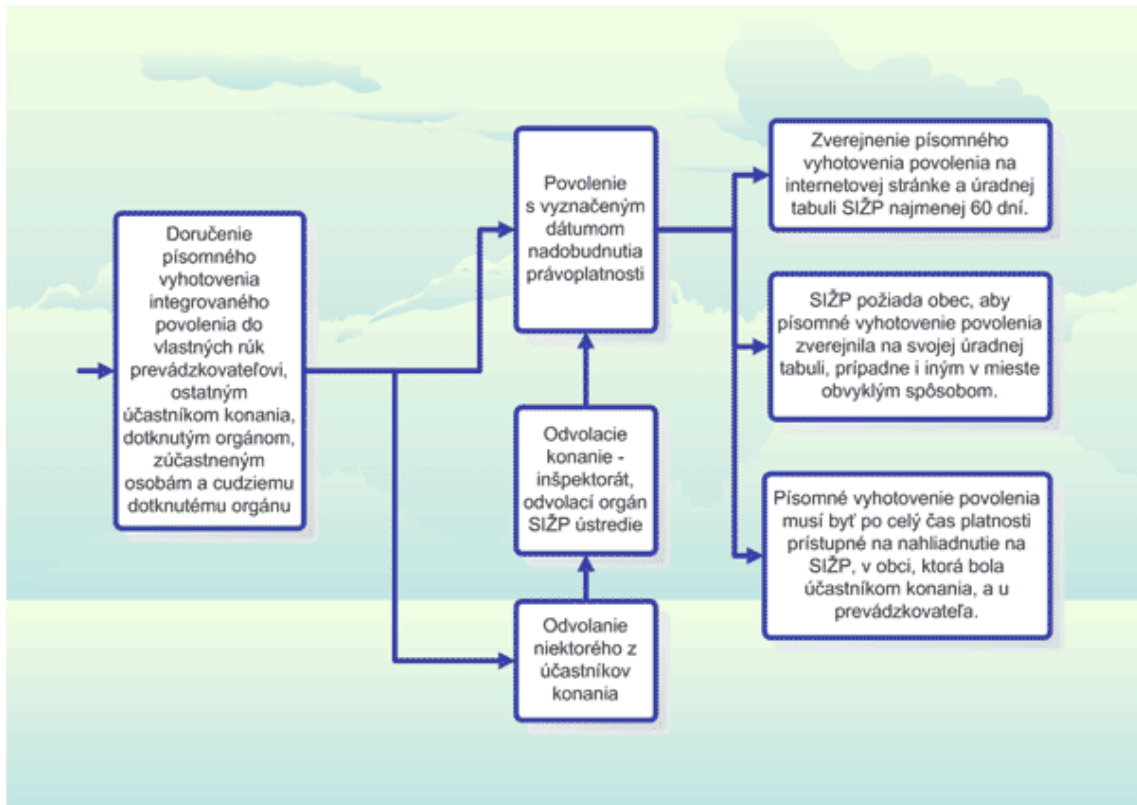 Doručenie
písomného
vyhotovenia
integrovaného
povolenia do
vlastných rúk
prevádzkovateľovi,
ostatným
účastníkom konania,
dotknutým orgánom,
zúčastneným
osobám a cudziemu
dotknutému orgánu
Povolenie
s vyznačeným
dátumom
nadobudnutia
právoplatnosti
Odvolacie
konanie -
inšpektorát,
odvolací orgán
SIŽP ústredie
Odvolanie
niektorého z
účastníkov
konania
Zverejnenie písomného
vyhotovenia povolenia na
internetovej stránke a úradnej
tabuli SIŽP najmenej 60 dní.
SIŽP požiada obec, aby
písomné vyhotovenie povolenia
zverejnila na svojej úradnej
tabuli, prípadne i iným v mieste
obvyklým spôsobom.
Písomné vyhotovenie povolenia
musí byť po celý čas platnosti
prístupné na nahliadnutie na
SIŽP, v obci, ktorá bola
účastníkom konania, a u
prevádzkovateľa.